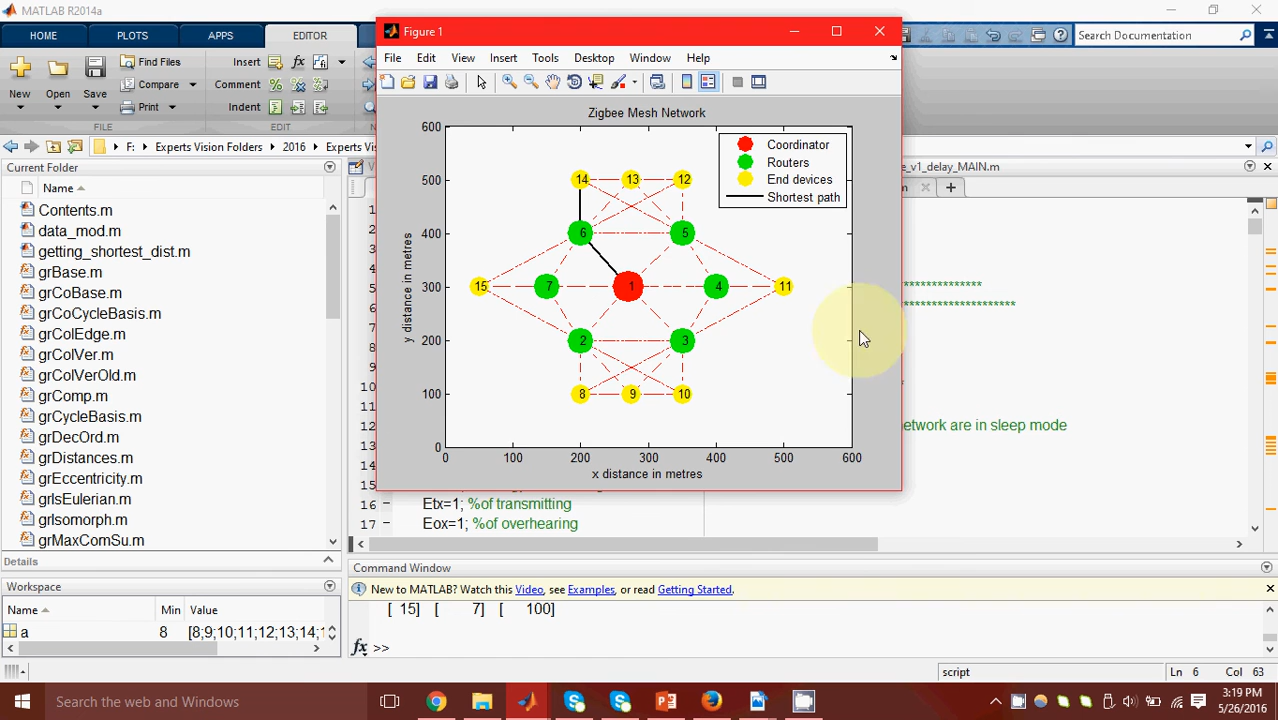 MATLAB R2014a
HOME PLOTS APPS EDITOR
Search Documentation
New Open Save
Find Files
Compare
Print
FILE
Insert
Comment
Indent
EDIT
F: Experts Vision Folders 2016 Experts Vis
Current Folder
Name
Contents.m
data_mod.m
getting_shortest_dist.m
grBase.m
grCoBase.m
grCoCycleBasis.m
grColEdge.m
grColVer.m
grColVerOld.m
grComp.m
grCycleBasis.m
grDecOrd.m
grDistances.m
grEccentricity.m
grIsEulerian.m
grIsomorph.m
grMaxComSu.m
Details
Workspace
Name Min Value
a 8 [8;9;10;11;12;13;14;1
Figure 1
File Edit View Insert Tools Desktop Window Help
Zigbee Mesh Network
Coordinator
Routers
End devices
Shortest path
600
500
400
300
200
100
0
y distance in metres
14 13 12
6 5
15 7 1 4 11
2 3
8 9 10
0 100 200 300 400 500 600
x distance in metres
e_v1_delay_MAIN.m
**************
********************
etwork are in sleep mode
16 Etx=1; %of transmitting
17 Eox=1; %of overhearing
Command Window
New to MATLAB? Watch this Video, see Examples, or read Getting Started.
[ 15] [ 7] [ 100]
fx >>
script Ln 6 Col 63
Search the web and Windows
3:19 PM
5/26/2016